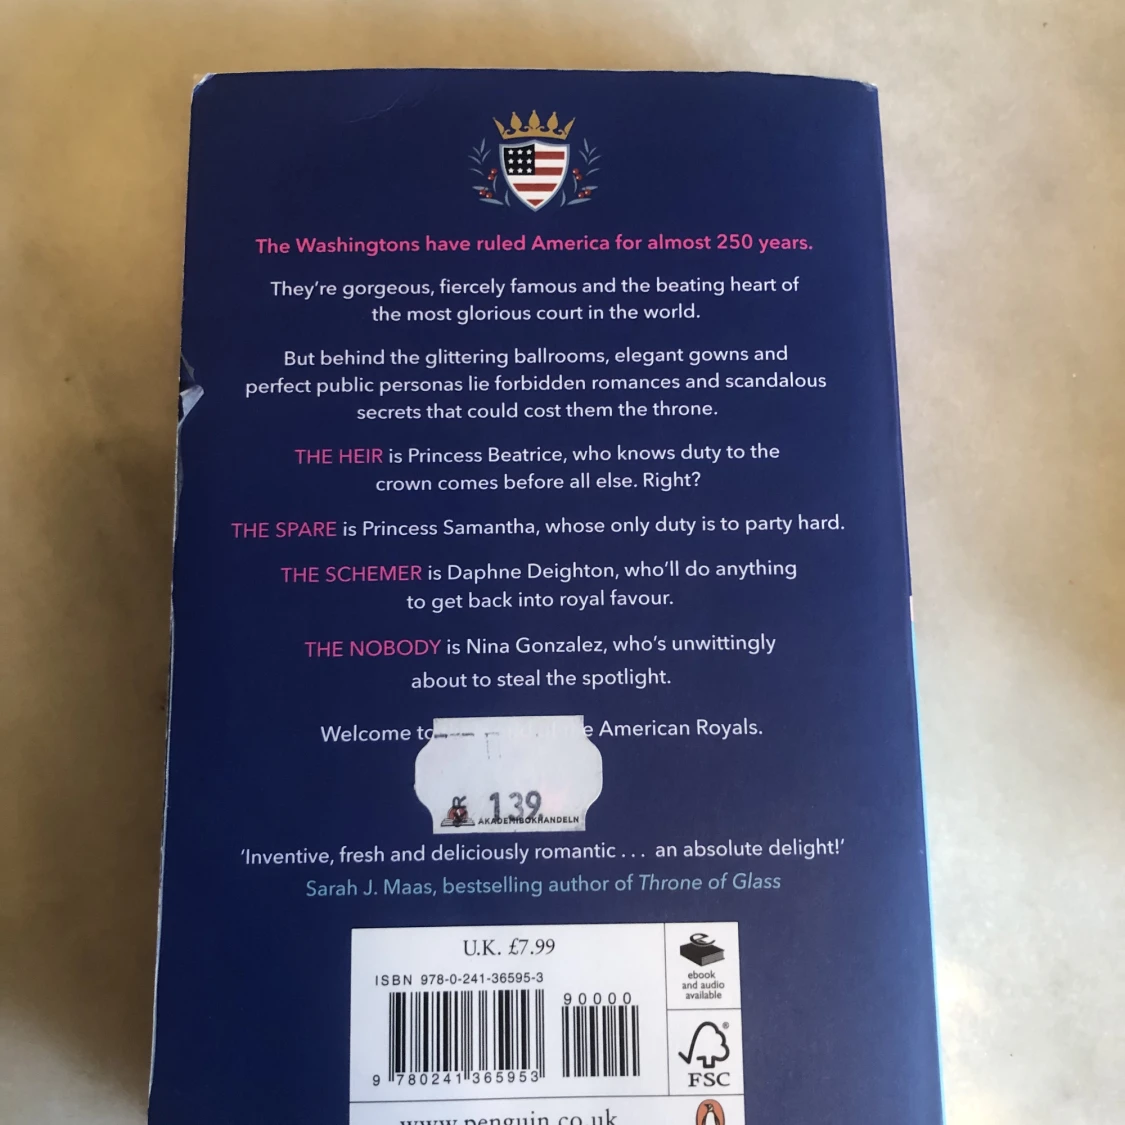 The Washingtons have ruled America for almost 250 years.
They're gorgeous, fiercely famous and the beating heart of
the most glorious court in the world.
But behind the glittering ballrooms, elegant gowns and
perfect public personas lie forbidden romances and scandalous
secrets that could cost them the throne.
THE HEIR is Princess Beatrice, who knows duty to the
crown comes before all else. Right?
THE SPARE is Princess Samantha, whose only duty is to party hard.
THE SCHEMER is Daphne Deighton, who'll do anything
to get back into royal favour.
THE NOBODY is Nina Gonzalez, who's unwittingly
about to steal the spotlight.
Welcome American Royals.
KR 139
AKADEMIBOKHANDELN
'Inventive, fresh and deliciously romantic ... an absolute delight!'
Sarah J. Maas, bestselling author of Throne of Glass
U.K. £7.99
ISBN 978-0-241-36595-3
90000
9 780241 365953
ebook
and audio
available
FSC
www.penguin.co.uk